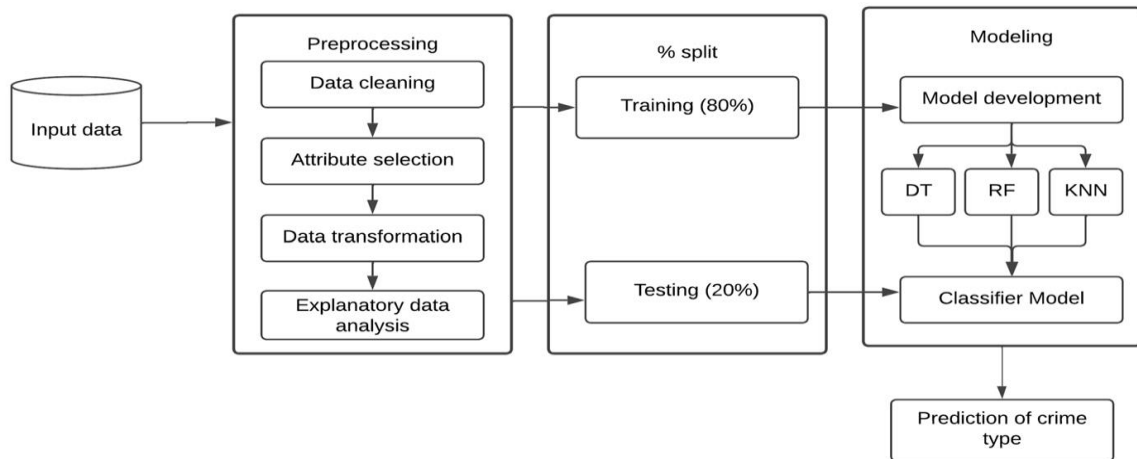 Input data
Preprocessing
Data cleaning
Attribute selection
Data transformation
Explanatory data
analysis
% split
Training (80%)
Testing (20%)
Modeling
Model development
DT
RF
KNN
Classifier Model
Prediction of crime
type